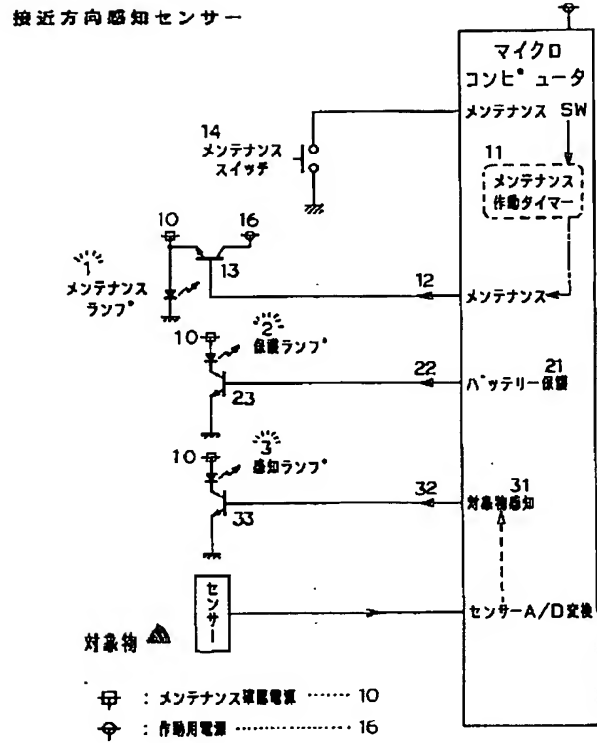 接近方向感知センサー
マイクロ
コンピュータ
メンテナンス SW
14
メンテナンス
スイッチ
11
メンテナンス
作動タイマー
10
16
13
1
メンテナンス
ランプ
12
メンテナンス
10
2
保護ランプ
23
22
21
バッテリー保護
10
3
感知ランプ
33
32
31
対象物感知
センサー
センサーA/D変換
対象物
: メンテナンス確認電源 …… 10
: 作動用電源 …………… 16